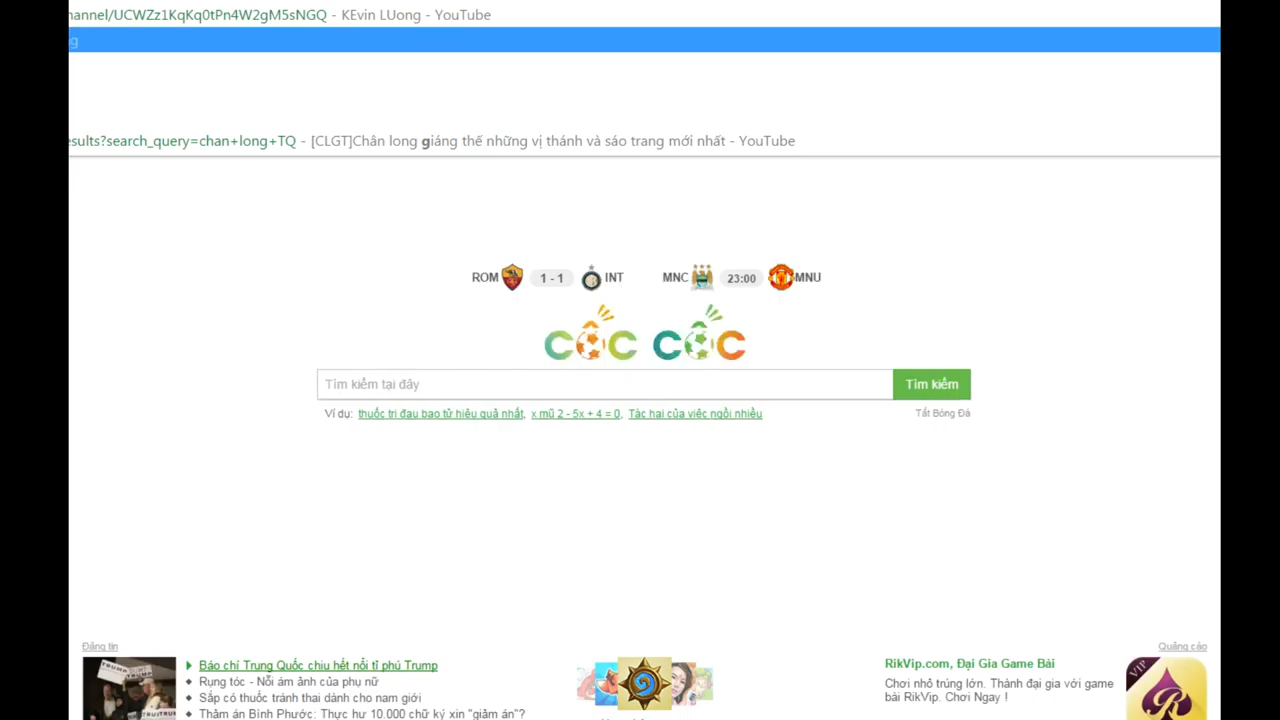 hannel/UCWZz1KqKq0tPn4W2gM5sNGQ - KEvin LUong - YouTube
g
esults?search_query=chan+long+TQ - [CLGT]Chân long giáng thế những vị thánh và sáo trang mới nhất - YouTube
ROM 1 - 1 INT MNC 23:00 MNU
CỐC CỐC
Tìm kiếm tại đây Tìm kiếm
Ví dụ: thuốc trị đau bao tử hiệu quả nhất, x mũ 2 - 5x + 4 = 0, Tác hại của việc ngồi nhiều Tắt Bóng Đá
Đăng tin Quảng cáo
Báo chí Trung Quốc chịu hết nổi tỉ phú Trump
Rụng tóc - Nỗi ám ảnh của phụ nữ
Sắp có thuốc tránh thai dành cho nam giới
Thảm án Bình Phước: Thực hư 10.000 chữ ký xin "giảm án"?
TRUMP
TRUMP
RikVip.com, Đại Gia Game Bài
Chơi nhỏ trúng lớn. Thành đại gia với game
bài RikVip. Chơi Ngay !
VIP
R